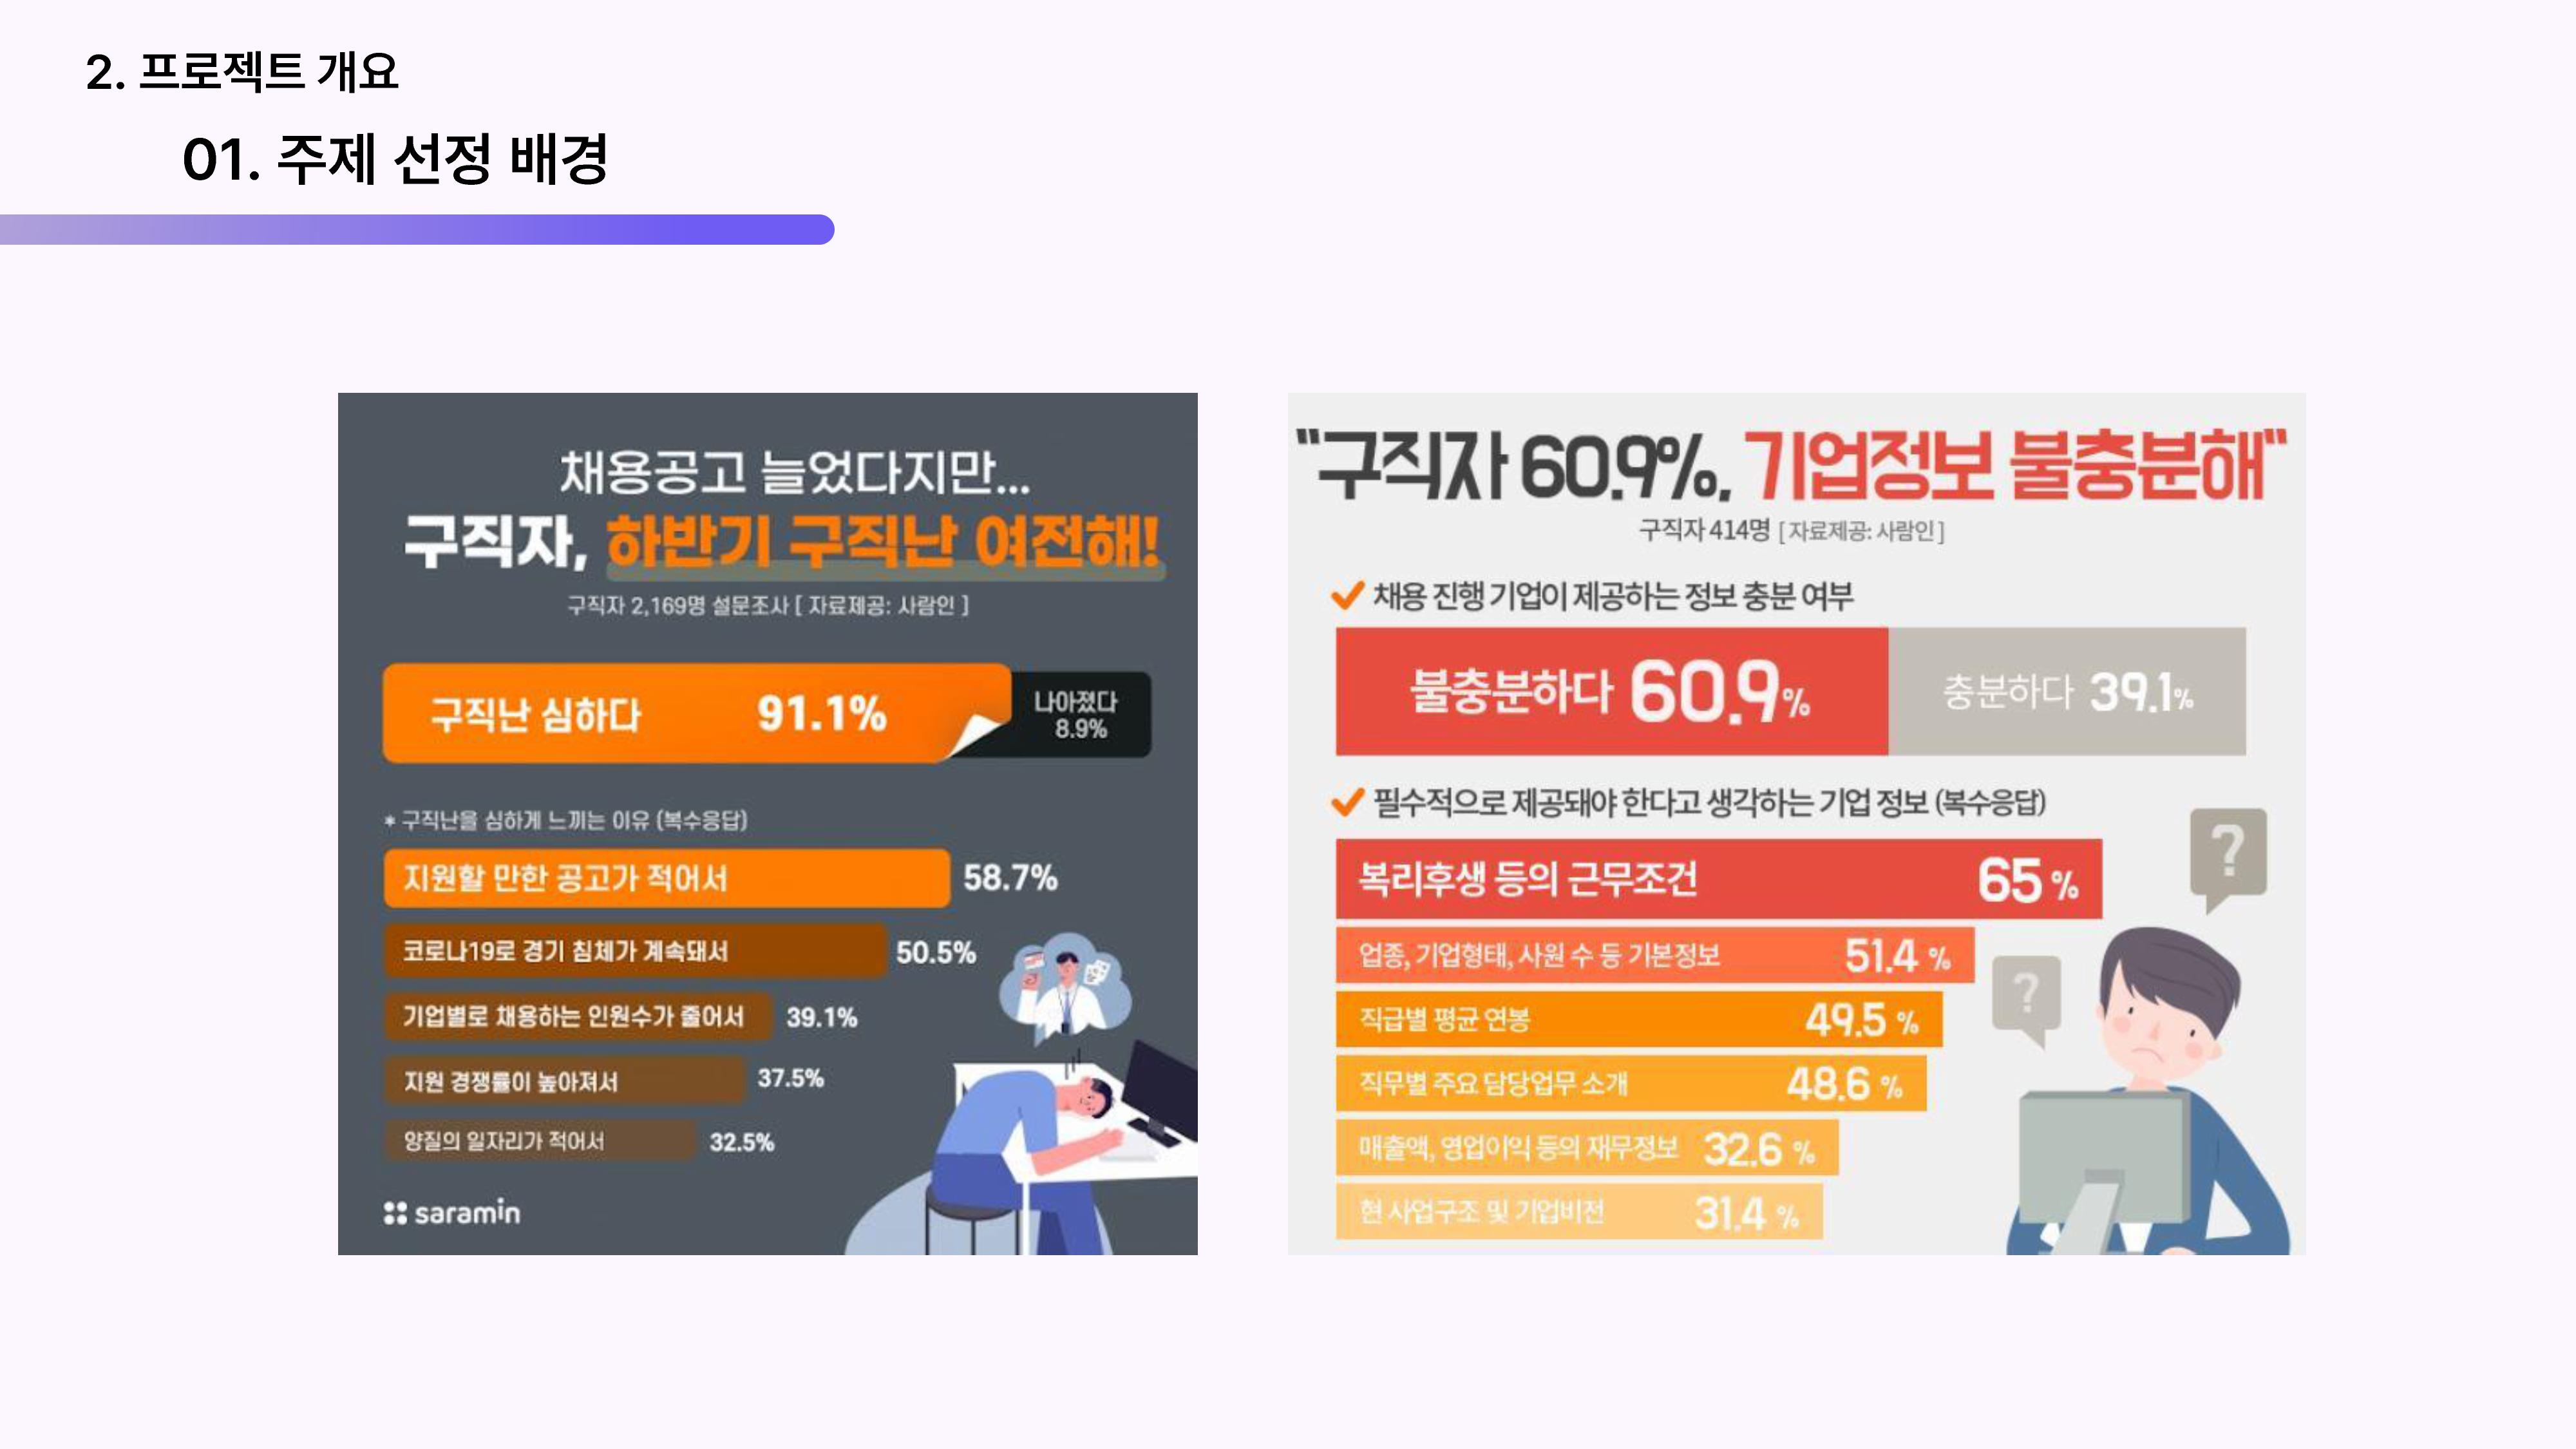 2. 프로젝트 개요
01. 주제 선정 배경
채용공고 늘었다지만...
구직자, 하반기 구직난 여전해!
구직자 2,169명 설문조사 [ 자료제공: 사람인 ]
구직난 심하다 91.1%
나아졌다
8.9%
* 구직난을 심하게 느끼는 이유 (복수응답)
지원할 만한 공고가 적어서 58.7%
코로나19로 경기 침체가 계속돼서 50.5%
기업별로 채용하는 인원수가 줄어서 39.1%
지원 경쟁률이 높아져서 37.5%
양질의 일자리가 적어서 32.5%
saramin
"구직자 60.9%, 기업정보 불충분해"
구직자 414명 [ 자료제공: 사람인 ]
채용 진행 기업이 제공하는 정보 충분 여부
불충분하다 60.9% 충분하다 39.1%
필수적으로 제공돼야 한다고 생각하는 기업 정보 (복수응답)
복리후생 등의 근무조건 65 %
업종, 기업형태, 사원 수 등 기본정보 51.4 %
직급별 평균 연봉 49.5 %
직무별 주요 담당업무 소개 48.6 %
매출액, 영업이익 등의 재무정보 32.6 %
현 사업구조 및 기업비전 31.4 %
?
?